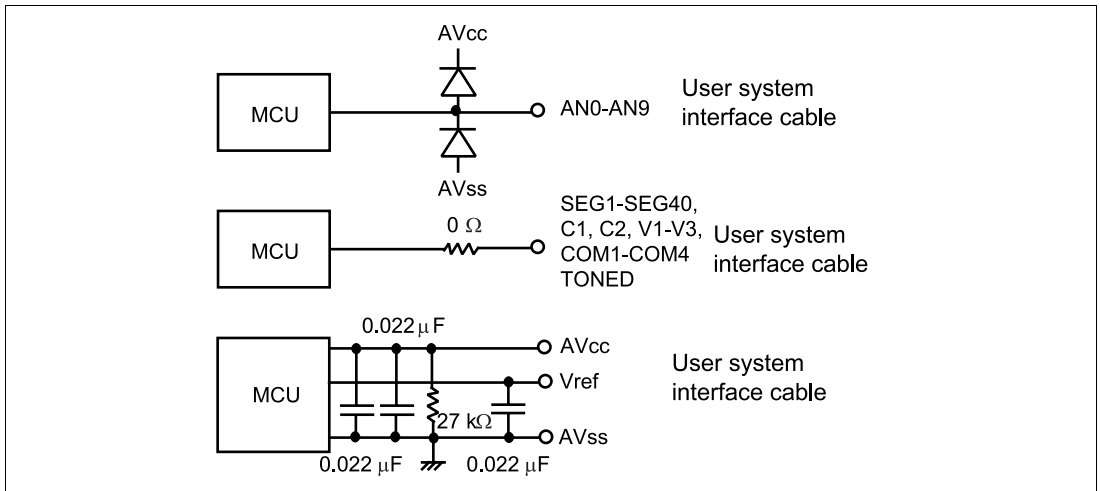 AVcc
MCU
AN0-AN9
User system
interface cable
AVss
MCU
0 Ω
SEG1-SEG40,
C1, C2, V1-V3,
COM1-COM4
TONED
User system
interface cable
0.022 μF
MCU
AVcc
Vref
27 kΩ
AVss
User system
interface cable
0.022 μF
0.022 μF